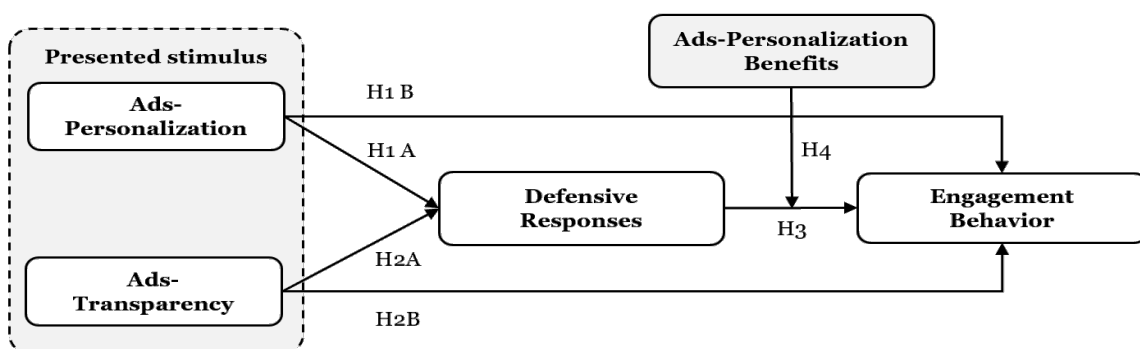 Presented stimulus
Ads-
Personalization
Ads-Personalization
Benefits
H1 B
H1 A
H4
Defensive
Responses
H3
Engagement
Behavior
H2A
Ads-
Transparency
H2B